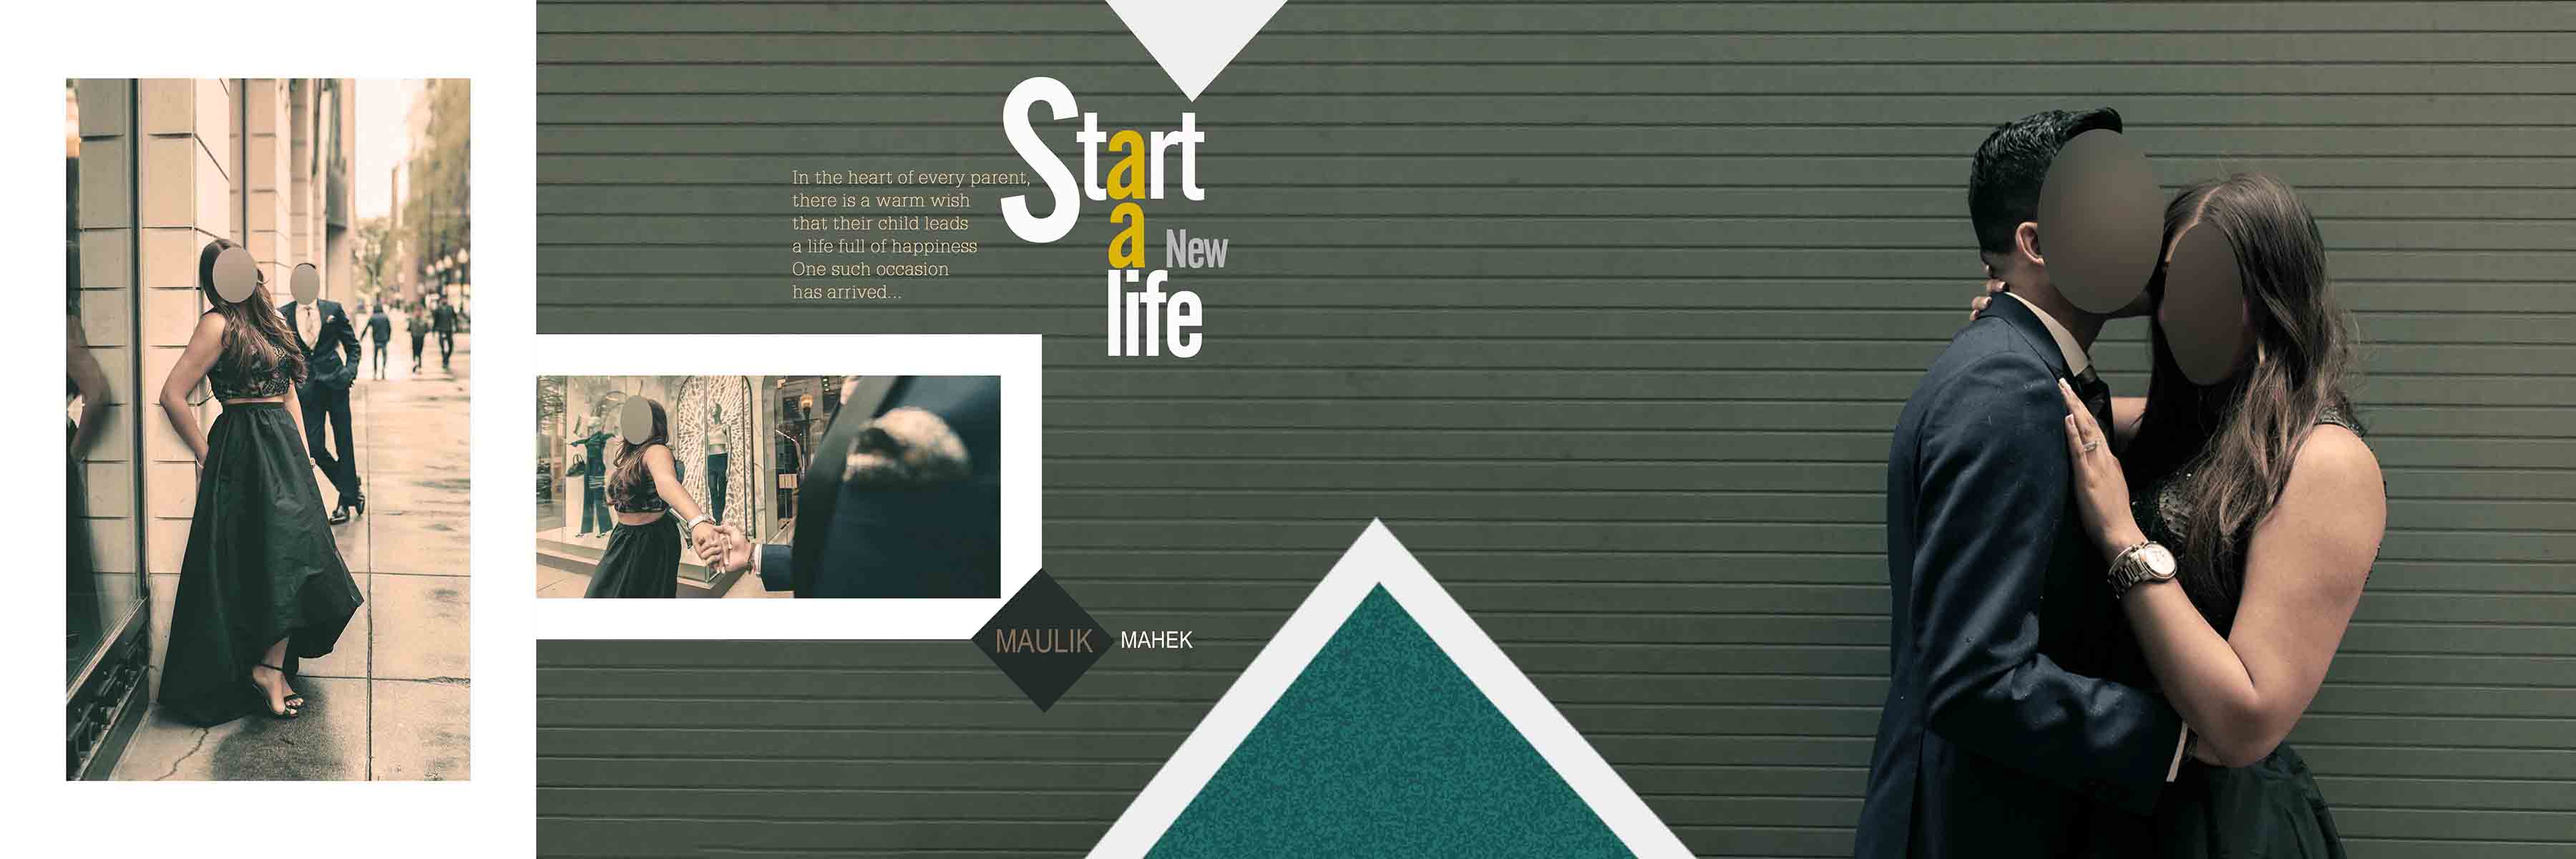 In the heart of every parent,
there is a warm wish
that their child leads
a life full of happiness
One such occasion
has arrived...
Start
a New
life
MAULIK MAHEK